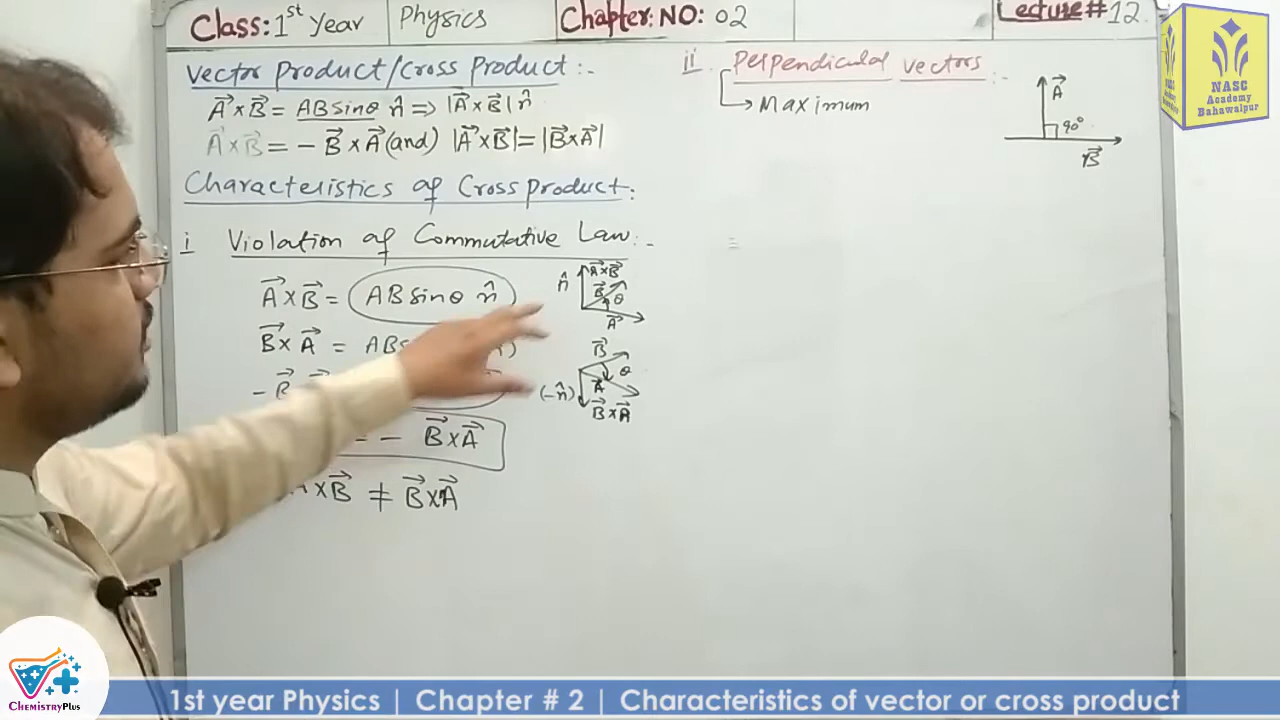 Class: 1st Year Physics Chapter: NO: 02 Lecture # 12
NASC
Academy
Bahawalpur
Vector Product/Cross Product :-
A⃗ × B⃗ = AB sinθ n̂ ⇒ |A⃗ × B⃗| n̂
A⃗ × B⃗ = - B⃗ × A⃗ (and) |A⃗ × B⃗| = |B⃗ × A⃗|
Characteristics of Cross product :
i Violation of Commutative Law :-
A⃗ × B⃗ = AB sinθ n̂
n̂ A⃗ × B⃗
B⃗ θ
A⃗
B⃗ × A⃗ = ABs
B⃗
θ
A⃗
(-n̂)
B⃗ × A⃗
- B⃗
= - B⃗ × A⃗
A⃗ × B⃗ ≠ B⃗ × A⃗
ii. Perpendicular vectors :-
Maximum
A⃗
90°
B⃗
ChemistryPlus
1st year Physics | Chapter # 2 | Characteristics of vector or cross product